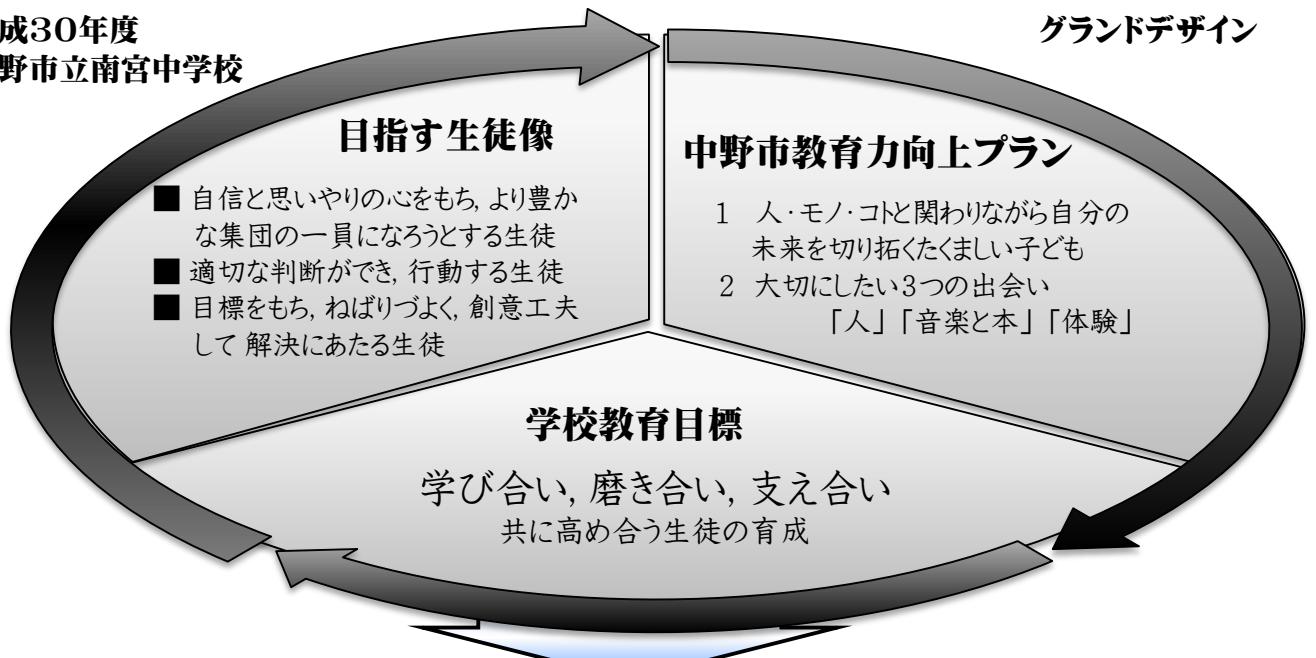 成30年度
野市立南宮中学校
グランドデザイン
目指す生徒像
■ 自信と思いやりの心をもち, より豊か
な集団の一員になろうとする生徒
■ 適切な判断ができ, 行動する生徒
■ 目標をもち, ねばりづよく, 創意工夫
して 解決にあたる生徒
中野市教育力向上プラン
1 人・モノ・コトと関わりながら自分の
未来を切り拓くたくましい子ども
2 大切にしたい3つの出会い
「人」「音楽と本」「体験」
学校教育目標
学び合い, 磨き合い, 支え合い
共に高め合う生徒の育成